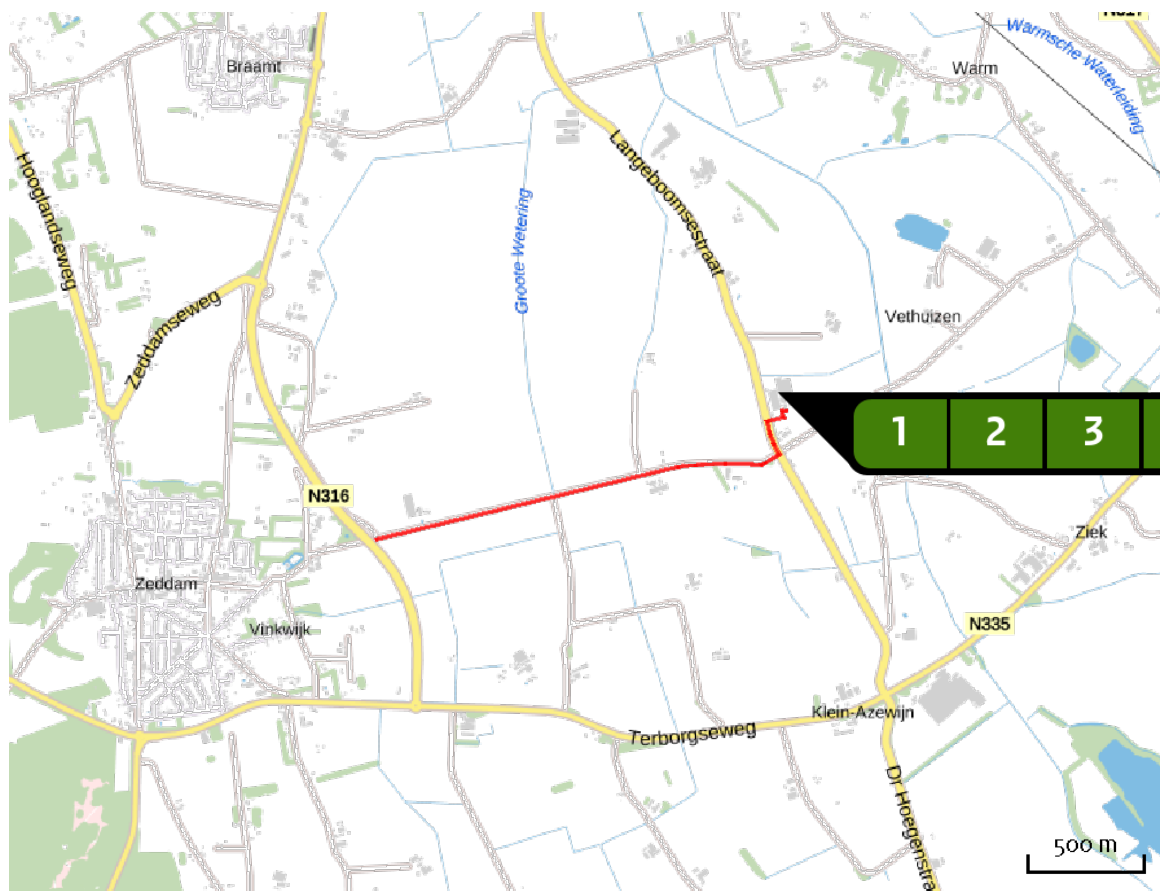 N317
Braamt
Warm
Warmsche Waterleiding
Hooglandseweg
Langeboomsestraat
Groote Wetering
Zeddamseweg
Vethuizen
1 2 3
N316
Ziek
Zeddam
Vinkwijk
N335
Klein-Azewijn
Terborgseweg
Dr Hoegenstra
500 m